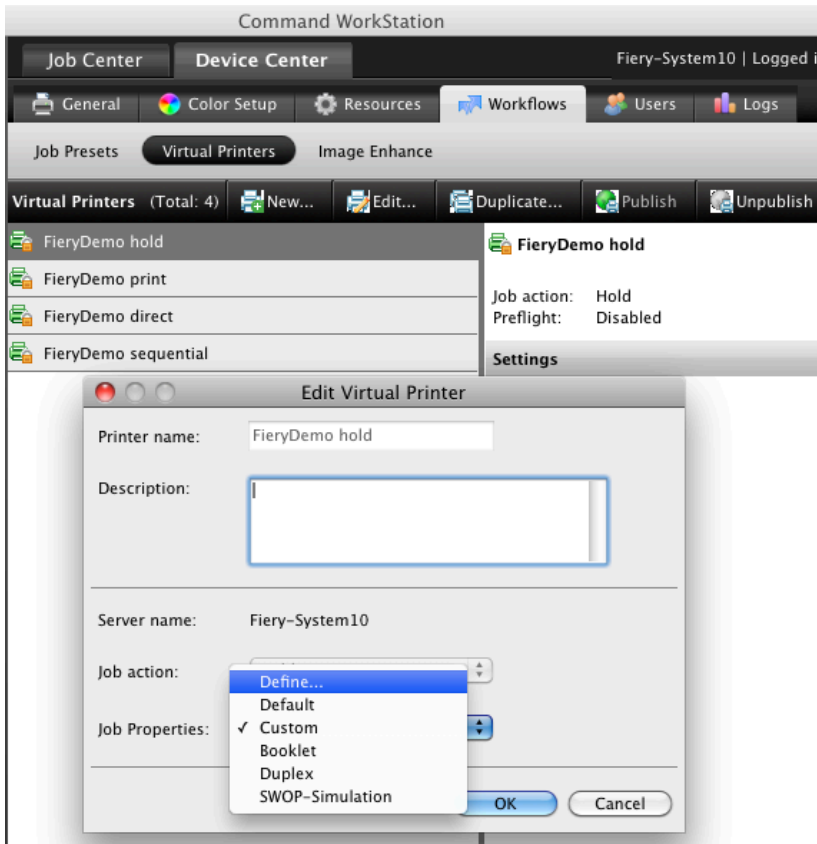 Command WorkStation
Job Center Device Center Fiery-System10 | Logged i
General Color Setup Resources Workflows Users Logs
Job Presets Virtual Printers Image Enhance
Virtual Printers (Total: 4) New... Edit... Duplicate... Publish Unpublish
FieryDemo hold
FieryDemo print
FieryDemo direct
FieryDemo sequential
FieryDemo hold
Job action: Hold
Preflight: Disabled
Settings
Edit Virtual Printer
Printer name: FieryDemo hold
Description:
Server name: Fiery-System10
Job action:
Job Properties:
Define...
Default
✓ Custom
Booklet
Duplex
SWOP-Simulation
OK Cancel